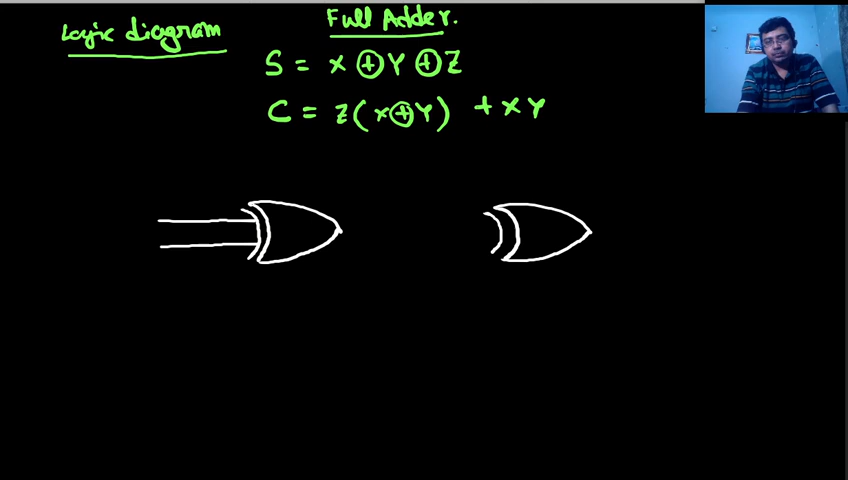 Logic diagram
Full Adder.
S = X ⊕ Y ⊕ Z
C = Z(X⊕Y) + XY